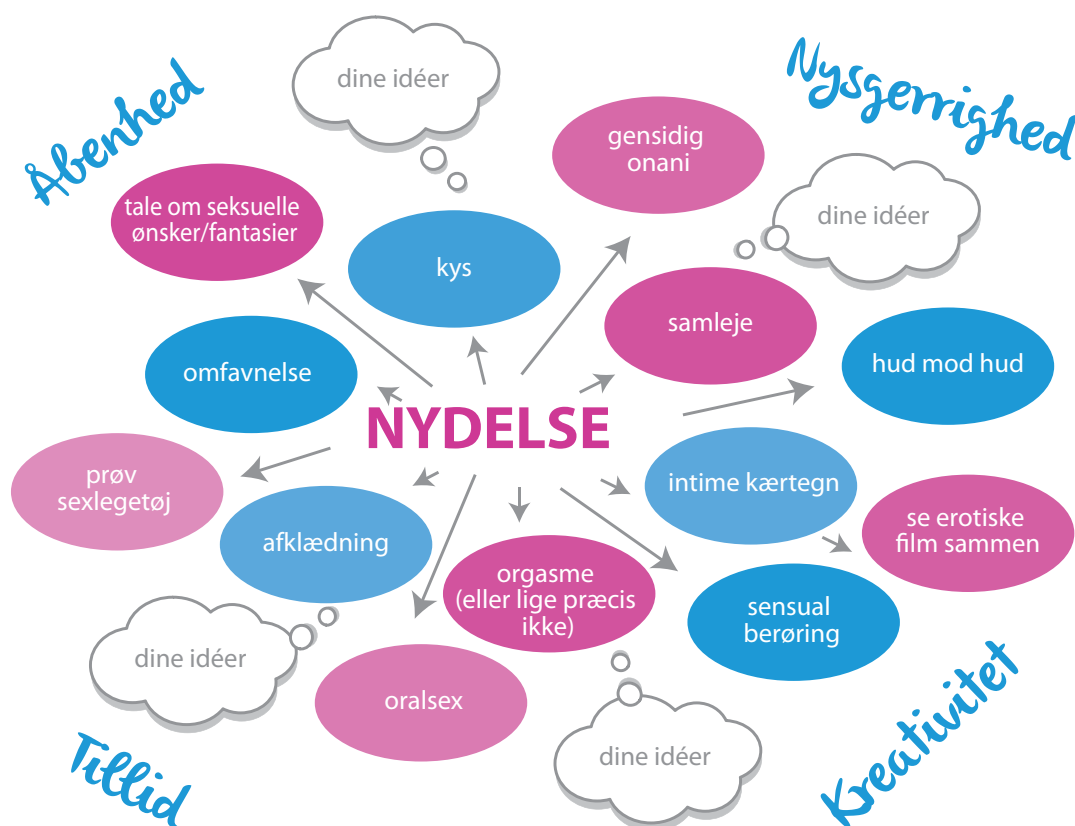 Åbenhed
dine idéer
Nysgerrighed
gensidig
onani
tale om seksuelle
ønsker/fantasier
dine idéer
kys
samleje
omfavnelse
hud mod hud
NYDELSE
prøv
sexlegetøj
intime kærtegn
afklædning
se erotiske
film sammen
orgasme
(eller lige præcis
ikke)
sensual
berøring
dine idéer
oralsex
dine idéer
Tillid
Kreativitet